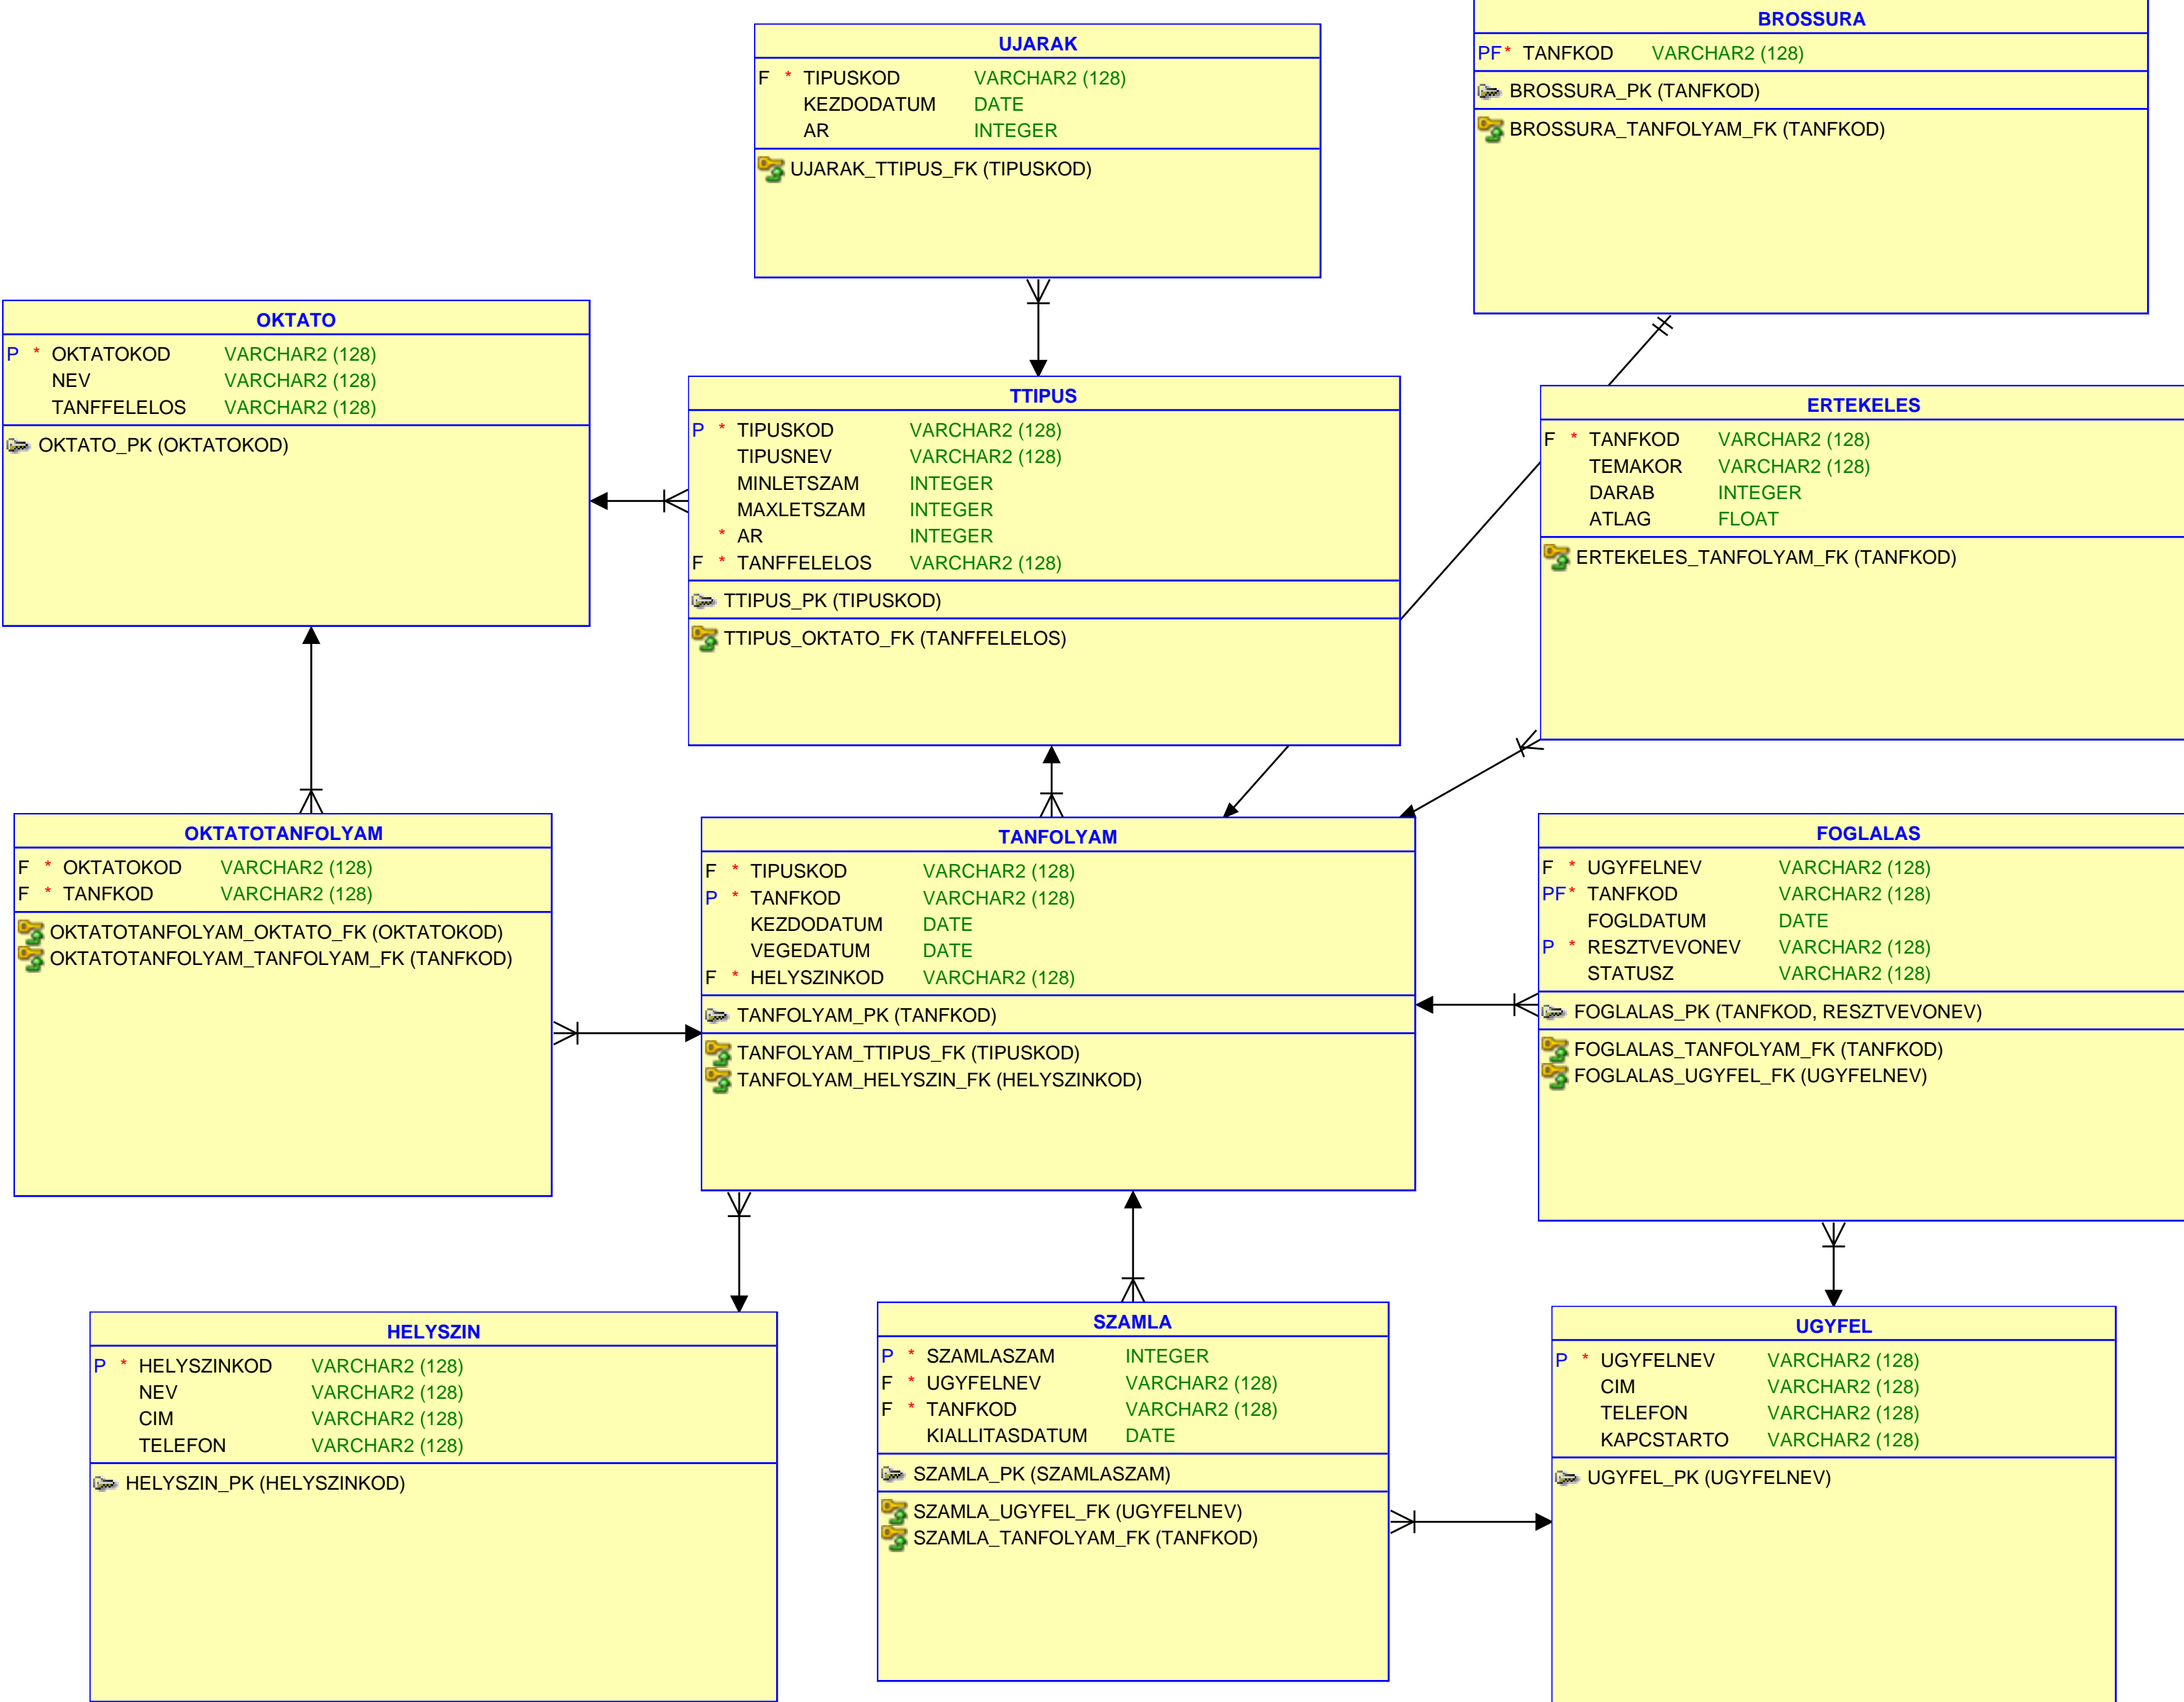 UJARAK
F * TIPUSKOD VARCHAR2 (128)
KEZDODATUM DATE
AR INTEGER
UJARAK_TTIPUS_FK (TIPUSKOD)
BROSSURA
PF* TANFKOD VARCHAR2 (128)
BROSSURA_PK (TANFKOD)
BROSSURA_TANFOLYAM_FK (TANFKOD)
OKTATO
P * OKTATOKOD VARCHAR2 (128)
NEV VARCHAR2 (128)
TANFFELELOS VARCHAR2 (128)
OKTATO_PK (OKTATOKOD)
TTIPUS
P * TIPUSKOD VARCHAR2 (128)
TIPUSNEV VARCHAR2 (128)
MINLETSZAM INTEGER
MAXLETSZAM INTEGER
* AR INTEGER
F * TANFFELELOS VARCHAR2 (128)
TTIPUS_PK (TIPUSKOD)
TTIPUS_OKTATO_FK (TANFFELELOS)
ERTEKELES
F * TANFKOD VARCHAR2 (128)
TEMAKOR VARCHAR2 (128)
DARAB INTEGER
ATLAG FLOAT
ERTEKELES_TANFOLYAM_FK (TANFKOD)
OKTATOTANFOLYAM
F * OKTATOKOD VARCHAR2 (128)
F * TANFKOD VARCHAR2 (128)
OKTATOTANFOLYAM_OKTATO_FK (OKTATOKOD)
OKTATOTANFOLYAM_TANFOLYAM_FK (TANFKOD)
TANFOLYAM
F * TIPUSKOD VARCHAR2 (128)
P * TANFKOD VARCHAR2 (128)
KEZDODATUM DATE
VEGEDATUM DATE
F * HELYSZINKOD VARCHAR2 (128)
TANFOLYAM_PK (TANFKOD)
TANFOLYAM_TTIPUS_FK (TIPUSKOD)
TANFOLYAM_HELYSZIN_FK (HELYSZINKOD)
FOGLALAS
F * UGYFELNEV VARCHAR2 (128)
PF* TANFKOD VARCHAR2 (128)
FOGLDATUM DATE
P * RESZTVEVONEV VARCHAR2 (128)
STATUSZ VARCHAR2 (128)
FOGLALAS_PK (TANFKOD, RESZTVEVONEV)
FOGLALAS_TANFOLYAM_FK (TANFKOD)
FOGLALAS_UGYFEL_FK (UGYFELNEV)
HELYSZIN
P * HELYSZINKOD VARCHAR2 (128)
NEV VARCHAR2 (128)
CIM VARCHAR2 (128)
TELEFON VARCHAR2 (128)
HELYSZIN_PK (HELYSZINKOD)
SZAMLA
P * SZAMLASZAM INTEGER
F * UGYFELNEV VARCHAR2 (128)
F * TANFKOD VARCHAR2 (128)
KIALLITASDATUM DATE
SZAMLA_PK (SZAMLASZAM)
SZAMLA_UGYFEL_FK (UGYFELNEV)
SZAMLA_TANFOLYAM_FK (TANFKOD)
UGYFEL
P * UGYFELNEV VARCHAR2 (128)
CIM VARCHAR2 (128)
TELEFON VARCHAR2 (128)
KAPCSTARTO VARCHAR2 (128)
UGYFEL_PK (UGYFELNEV)